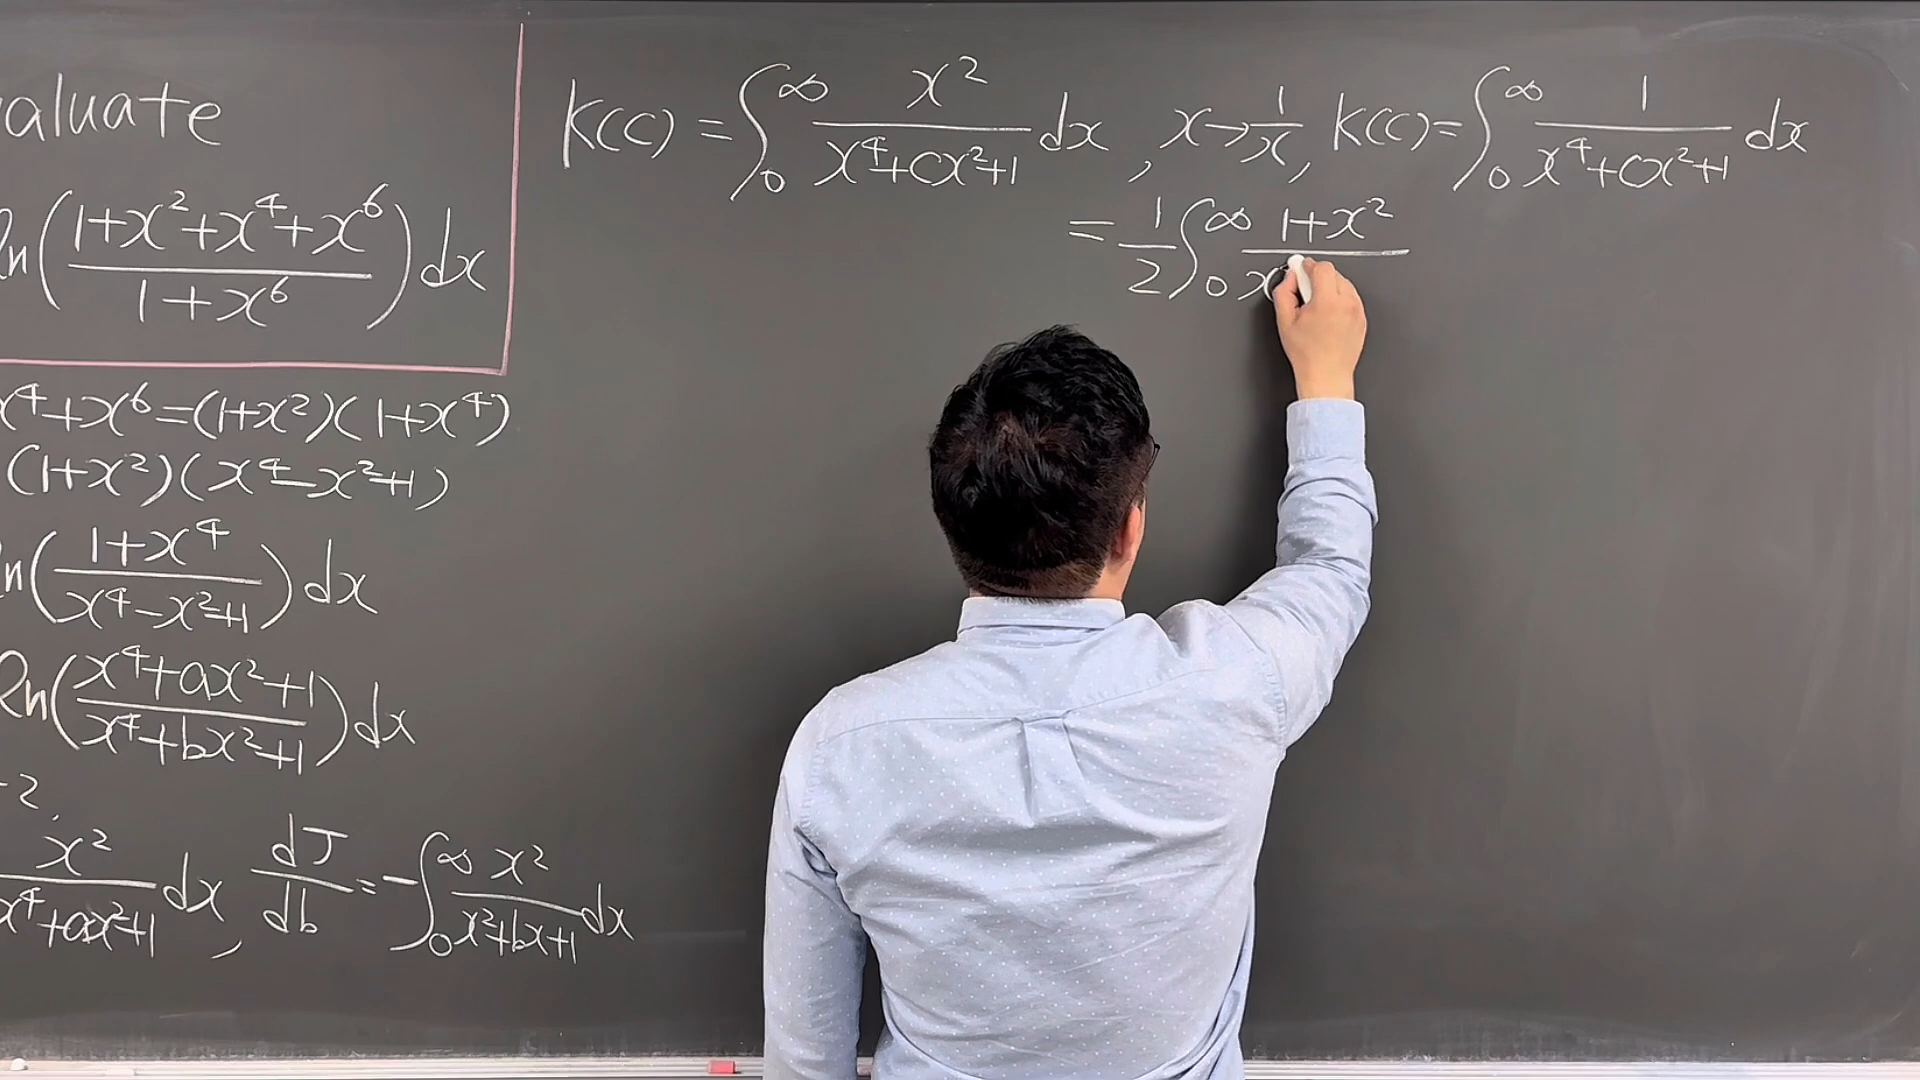 valuate
ln((1+x²+x⁴+x⁶)/(1+x⁶))dx
x⁴+x⁶=(1+x²)(1+x⁴)
(1+x²)(x⁴-x²+1)
ln((1+x⁴)/(x⁴-x²+1))dx
ln((x⁴+ax²+1)/(x⁴+bx²+1))dx
-2
x²/(x⁴+ax²+1) dx, dJ/db = -∫₀^∞ x²/(x²+bx+1) dx
K(C) = ∫₀^∞ x²/(x⁴+cx²+1) dx, x→1/x, K(C)=∫₀^∞ 1/(x⁴+cx²+1) dx
= 1/2 ∫₀^∞ (1+x²)/x